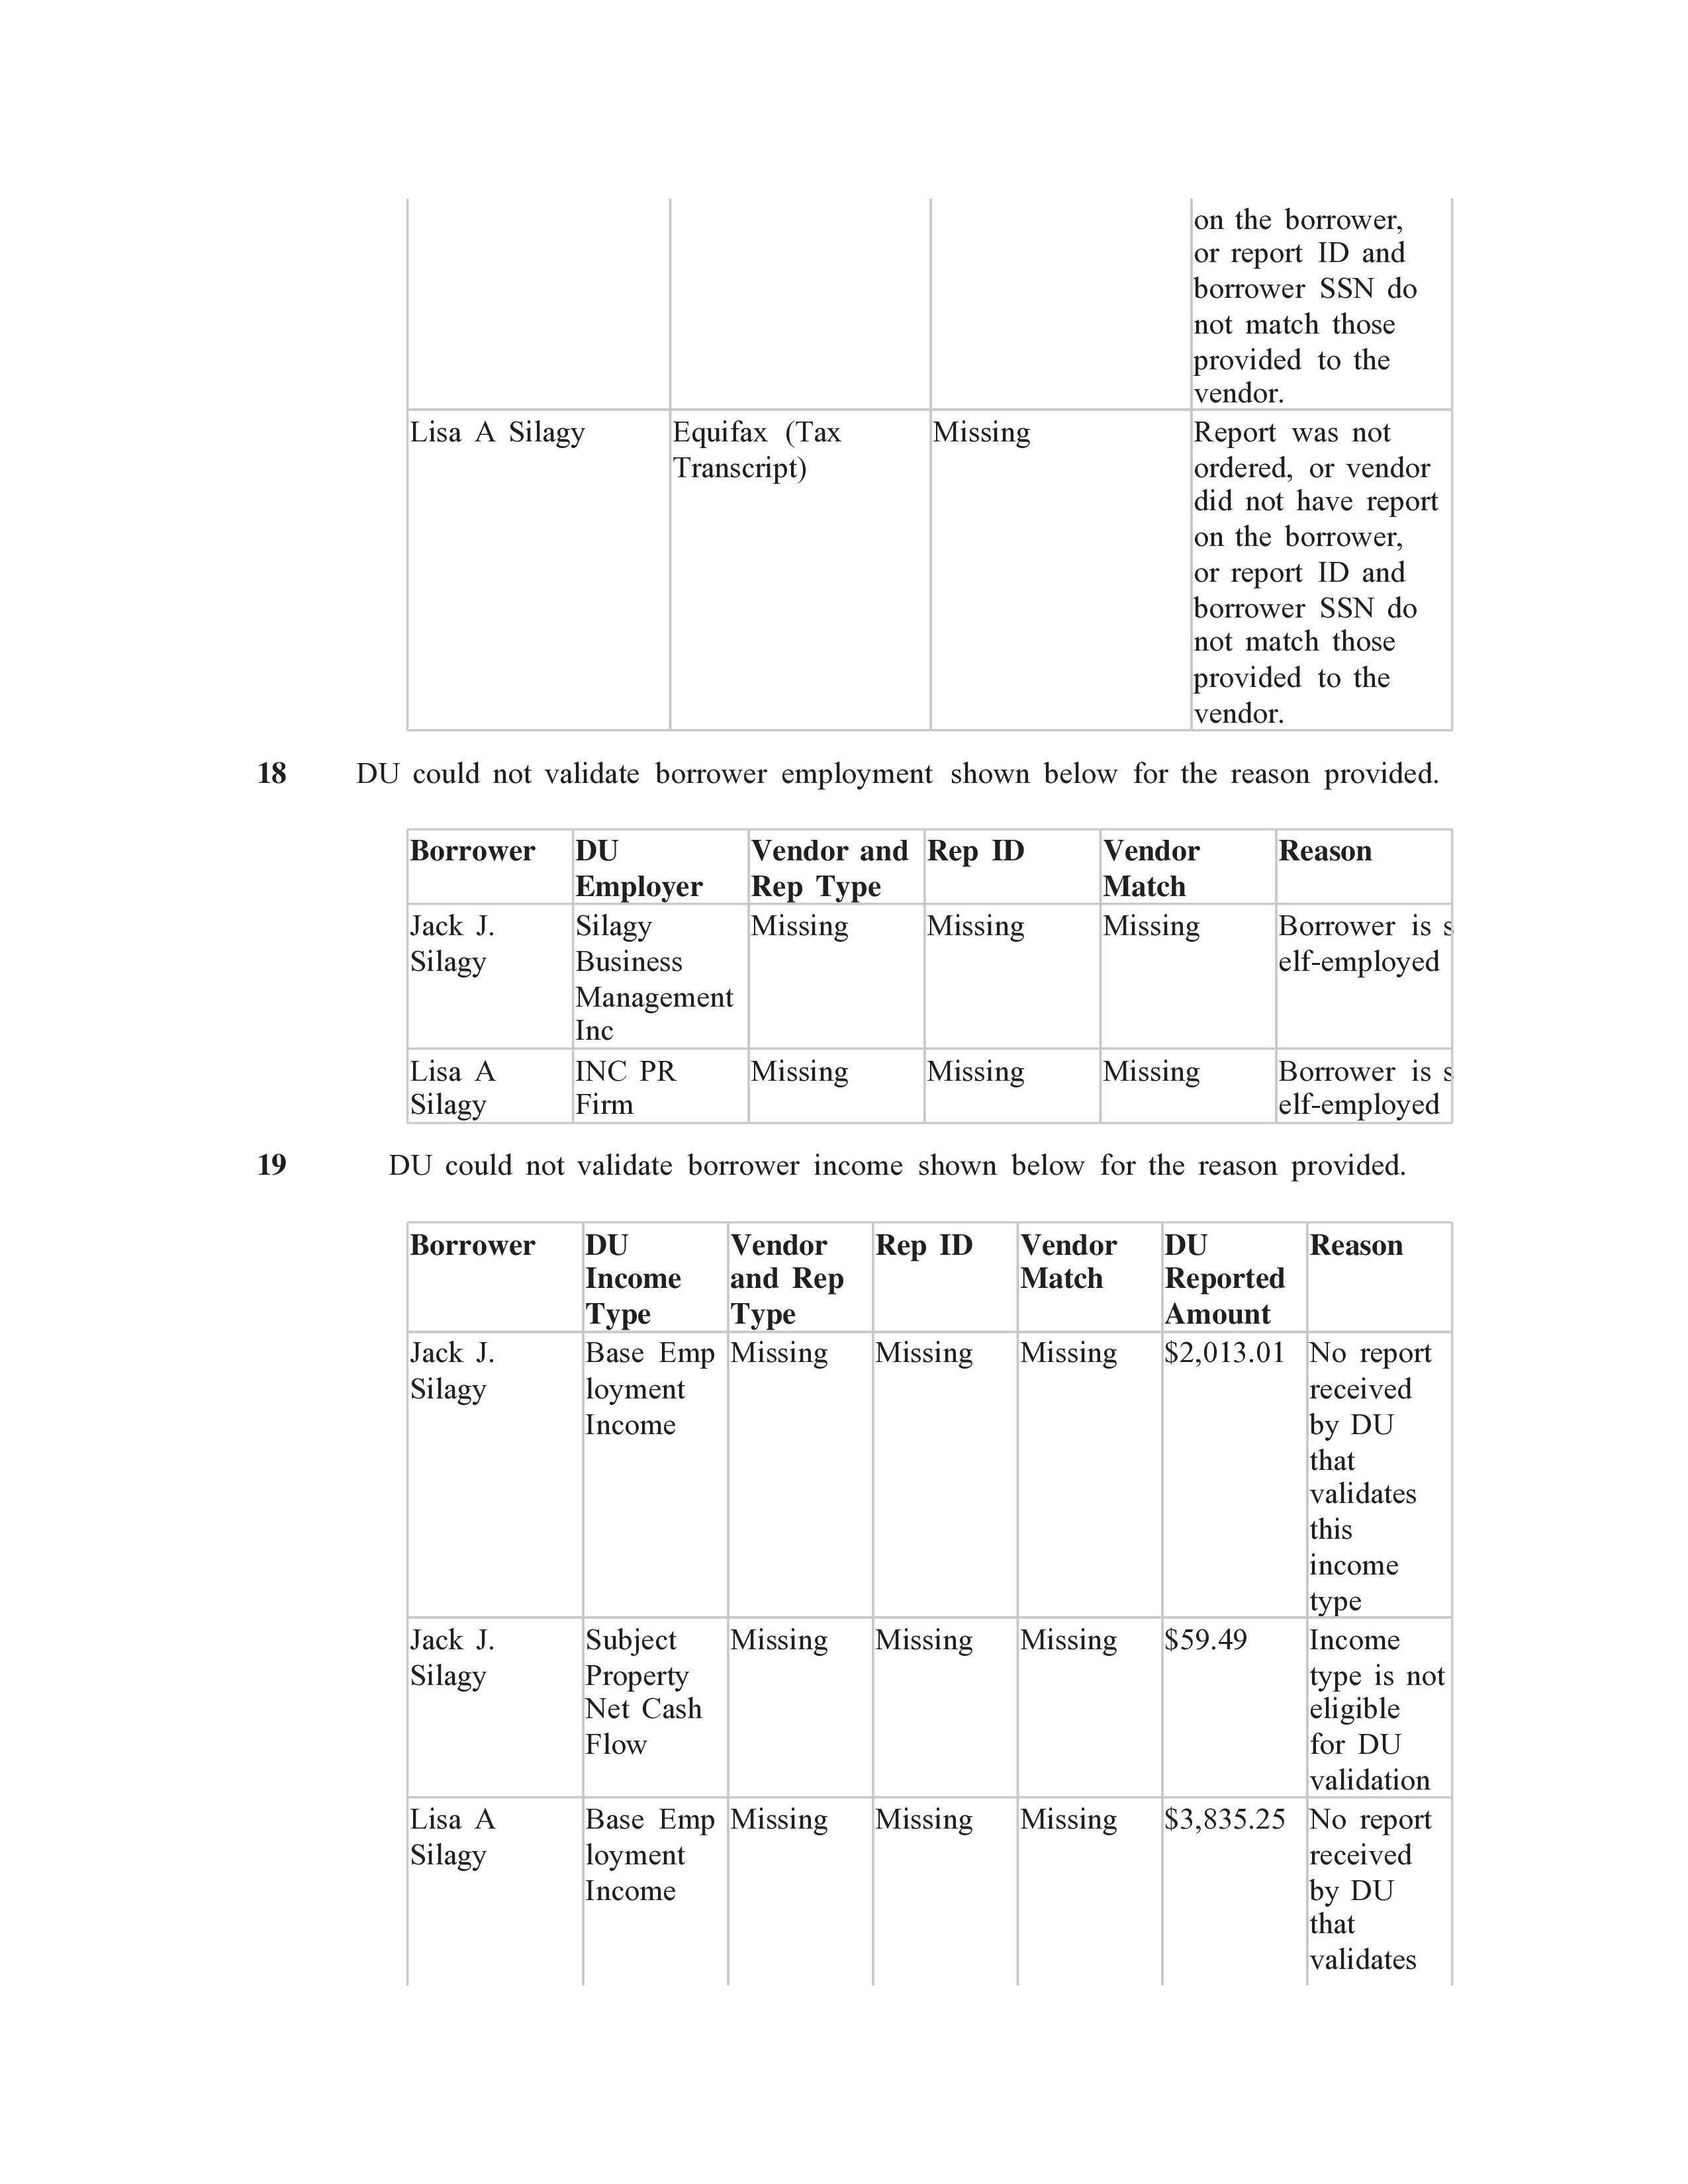 on the borrower,
or report ID and
borrower SSN do
not match those
provided to the
vendor.
Lisa A Silagy
Equifax (Tax
Transcript)
Missing
Report was not
ordered, or vendor
did not have report
on the borrower,
or report ID and
borrower SSN do
not match those
provided to the
vendor.
18 DU could not validate borrower employment shown below for the reason provided.
Borrower
DU
Employer
Vendor and
Rep Type
Rep ID
Vendor
Match
Reason
Jack J.
Silagy
Silagy
Business
Management
Inc
Missing
Missing
Missing
Borrower is s
elf-employed
Lisa A
Silagy
INC PR
Firm
Missing
Missing
Missing
Borrower is s
elf-employed
19 DU could not validate borrower income shown below for the reason provided.
Borrower
DU
Income
Type
Vendor
and Rep
Type
Rep ID
Vendor
Match
DU
Reported
Amount
Reason
Jack J.
Silagy
Base Emp
loyment
Income
Missing
Missing
Missing
$2,013.01
No report
received
by DU
that
validates
this
income
type
Jack J.
Silagy
Subject
Property
Net Cash
Flow
Missing
Missing
Missing
$59.49
Income
type is not
eligible
for DU
validation
Lisa A
Silagy
Base Emp
loyment
Income
Missing
Missing
Missing
$3,835.25
No report
received
by DU
that
validates